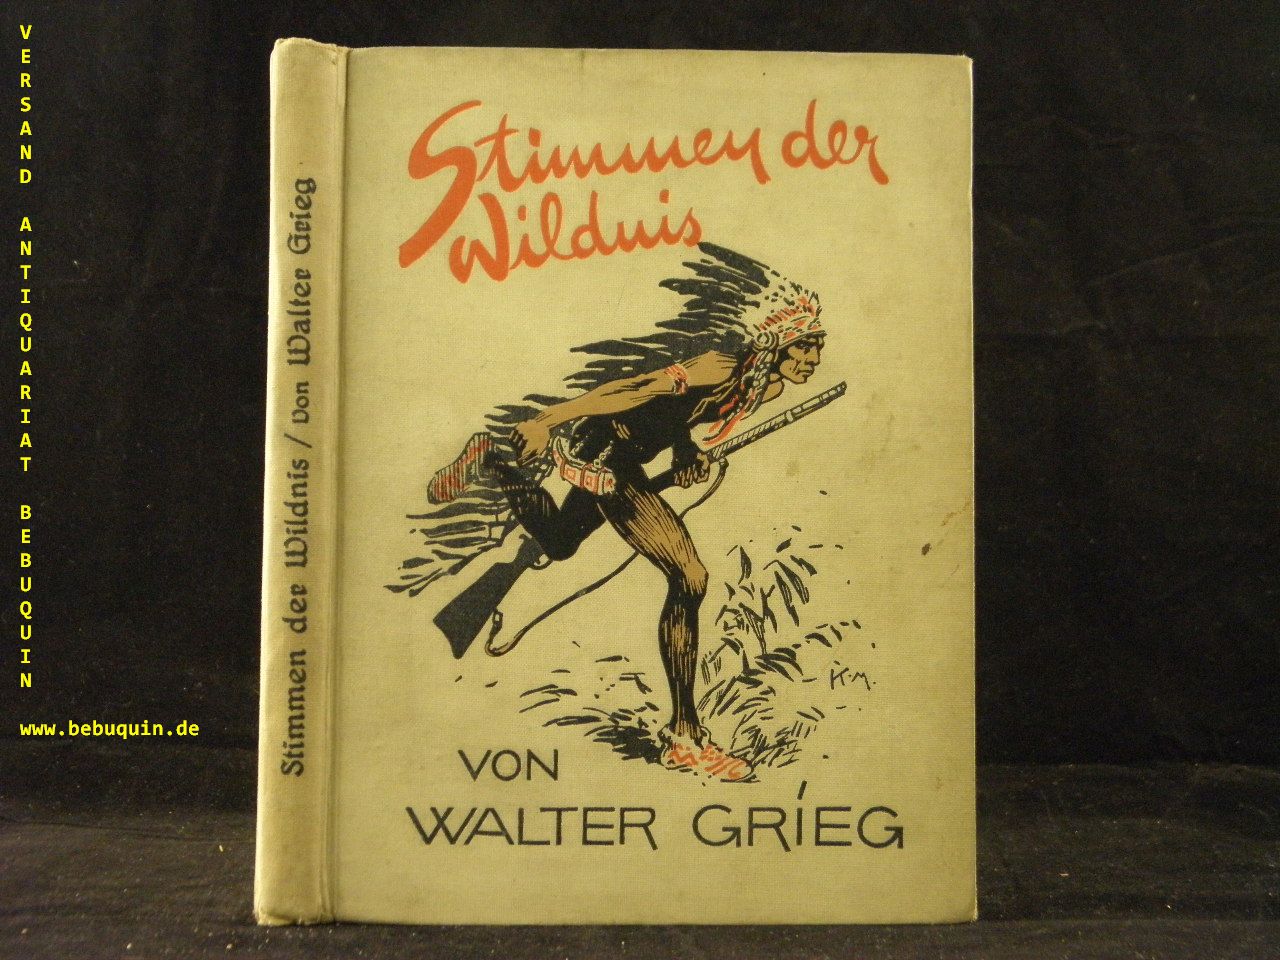 VERSAND ANTIQUARIAT BEBUQUIN
www.bebuquin.de
Stimmen der Wildnis / von Walter Grieg
Stimmen der
Wildnis
K.M.
VON
WALTER GRIEG